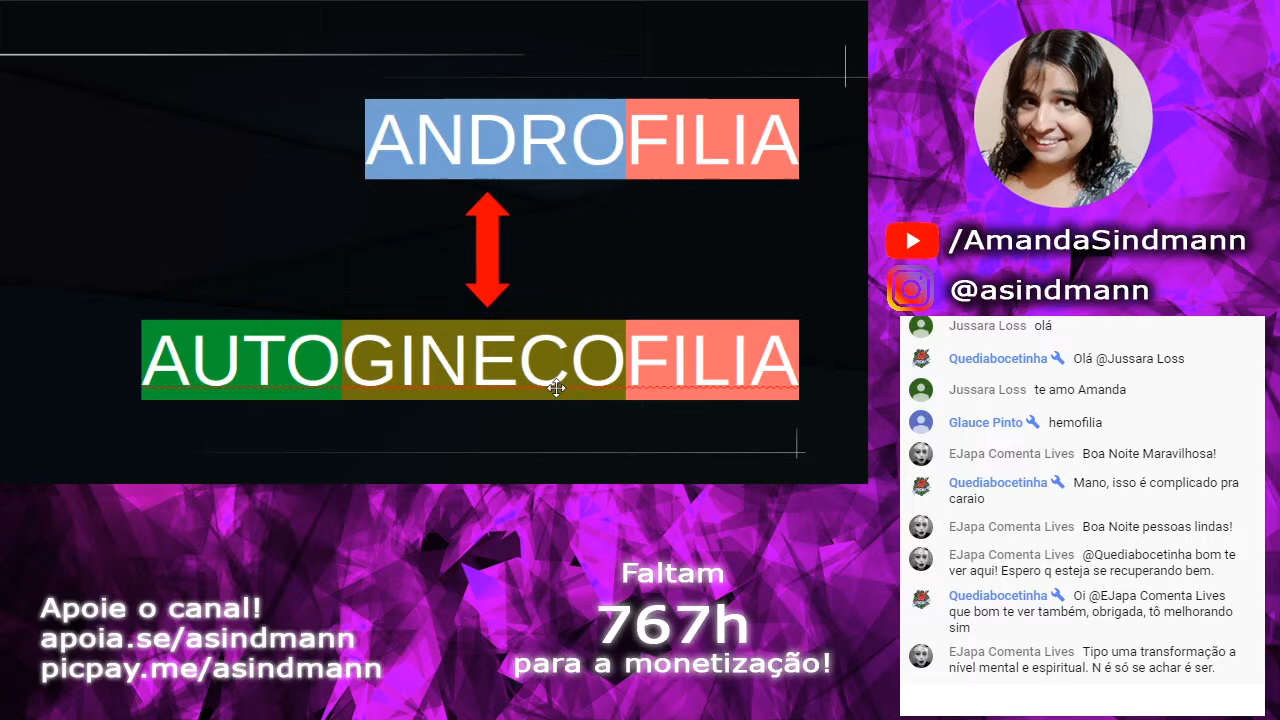 ANDROFILIA
AUTOGINECOFILIA
/AmandaSindmann
@asindmann
Jussara Loss olá
Quediabocetinha Olá @Jussara Loss
Jussara Loss te amo Amanda
Glauce Pinto hemofilia
EJapa Comenta Lives Boa Noite Maravilhosa!
Quediabocetinha Mano, isso é complicado pra
caraio
EJapa Comenta Lives Boa Noite pessoas lindas!
EJapa Comenta Lives @Quediabocetinha bom te
ver aqui! Espero q esteja se recuperando bem.
Quediabocetinha Oi @EJapa Comenta Lives
que bom te ver também, obrigada, tô melhorando
sim
EJapa Comenta Lives Tipo uma transformação a
nível mental e espiritual. N é só se achar é ser.
Apoie o canal!
apoia.se/asindmann
picpay.me/asindmann
Faltam
767h
para a monetização!